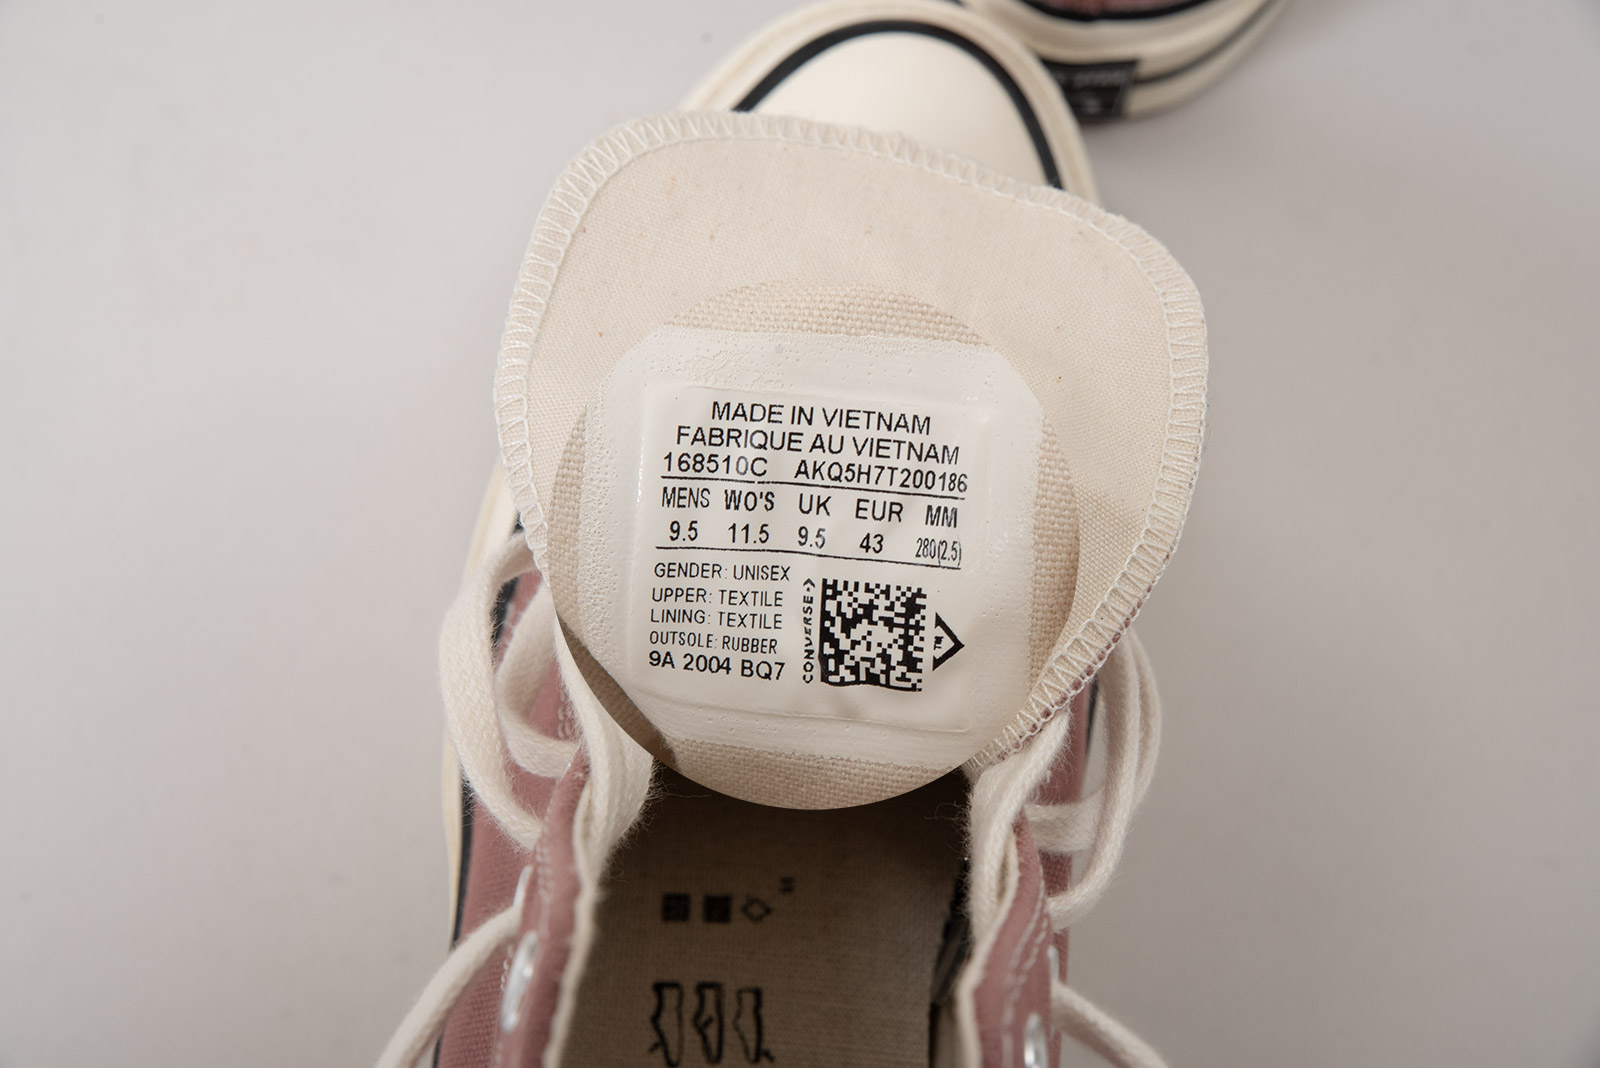 MADE IN VIETNAM
FABRIQUE AU VIETNAM
168510C AKQ5H7T200186
MENS WO'S UK EUR MM
9.5 11.5 9.5 43 280(2.5)
GENDER: UNISEX
UPPER: TEXTILE
LINING: TEXTILE
OUTSOLE: RUBBER
9A 2004 BQ7
CONVERSE
TM